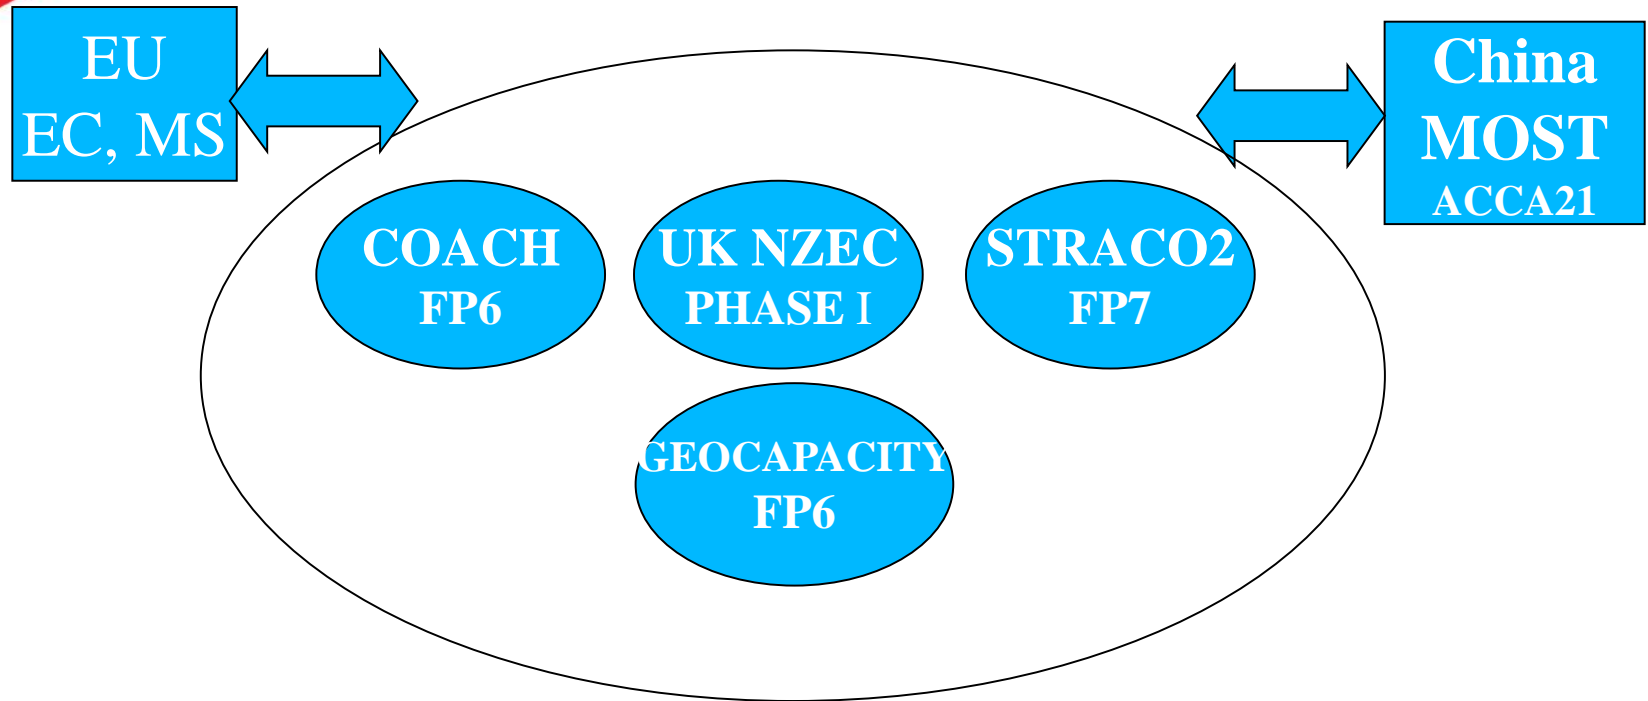 EU
EC, MS
China
MOST
ACCA21
COACH
FP6
UK NZEC
PHASE I
STRACO2
FP7
GEOCAPACITY
FP6